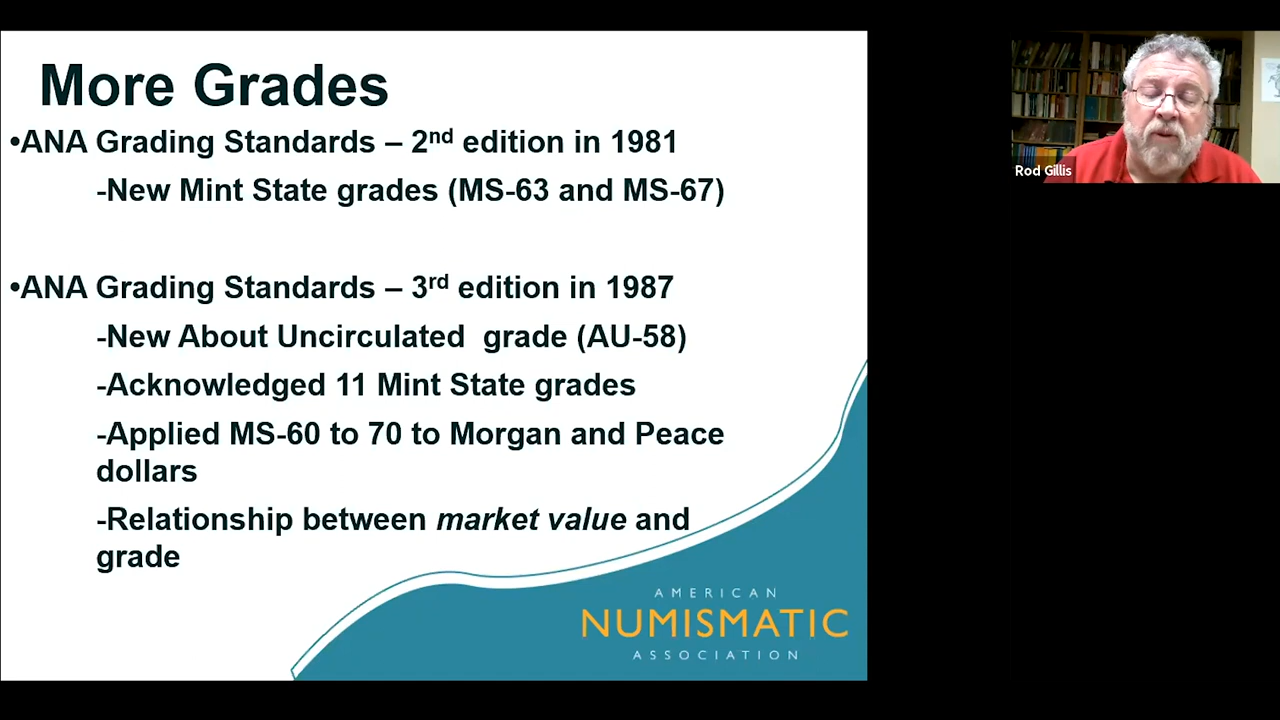 More Grades
•ANA Grading Standards – 2nd edition in 1981
-New Mint State grades (MS-63 and MS-67)
•ANA Grading Standards – 3rd edition in 1987
-New About Uncirculated  grade (AU-58)
-Acknowledged 11 Mint State grades
-Applied MS-60 to 70 to Morgan and Peace
dollars
-Relationship between market value and
grade
AMERICAN
NUMISMATIC
ASSOCIATION
Rod Gillis